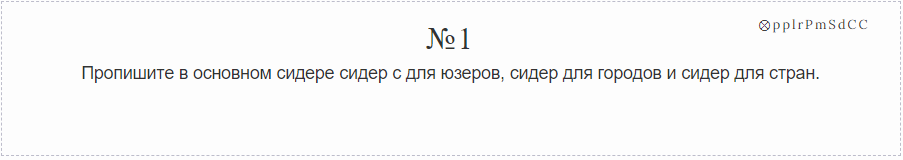 №1
⊗pplrPmSdCC
Пропишите в основном сидере сидер с для юзеров, сидер для городов и сидер для стран.